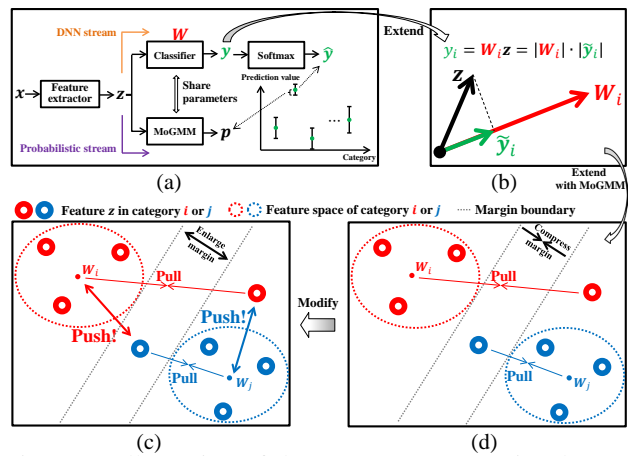 DNN stream
W
Classifier
y
Softmax
ŷ
Extend
x
Feature extractor
z
Share parameters
Prediction value
MoGMM
p
Probabilistic stream
Category
(a)
y_i = W_i z = |W_i| · |ỹ_i|
z
W_i
ỹ_i
(b)
Extend with MoGMM
Feature z in category i or j
Feature space of category i or j
Margin boundary
Enlarge margin
W_i
Pull
Push!
Push!
Pull
W_j
(c)
Modify
Compress margin
W_i
Pull
Pull
W_j
(d)